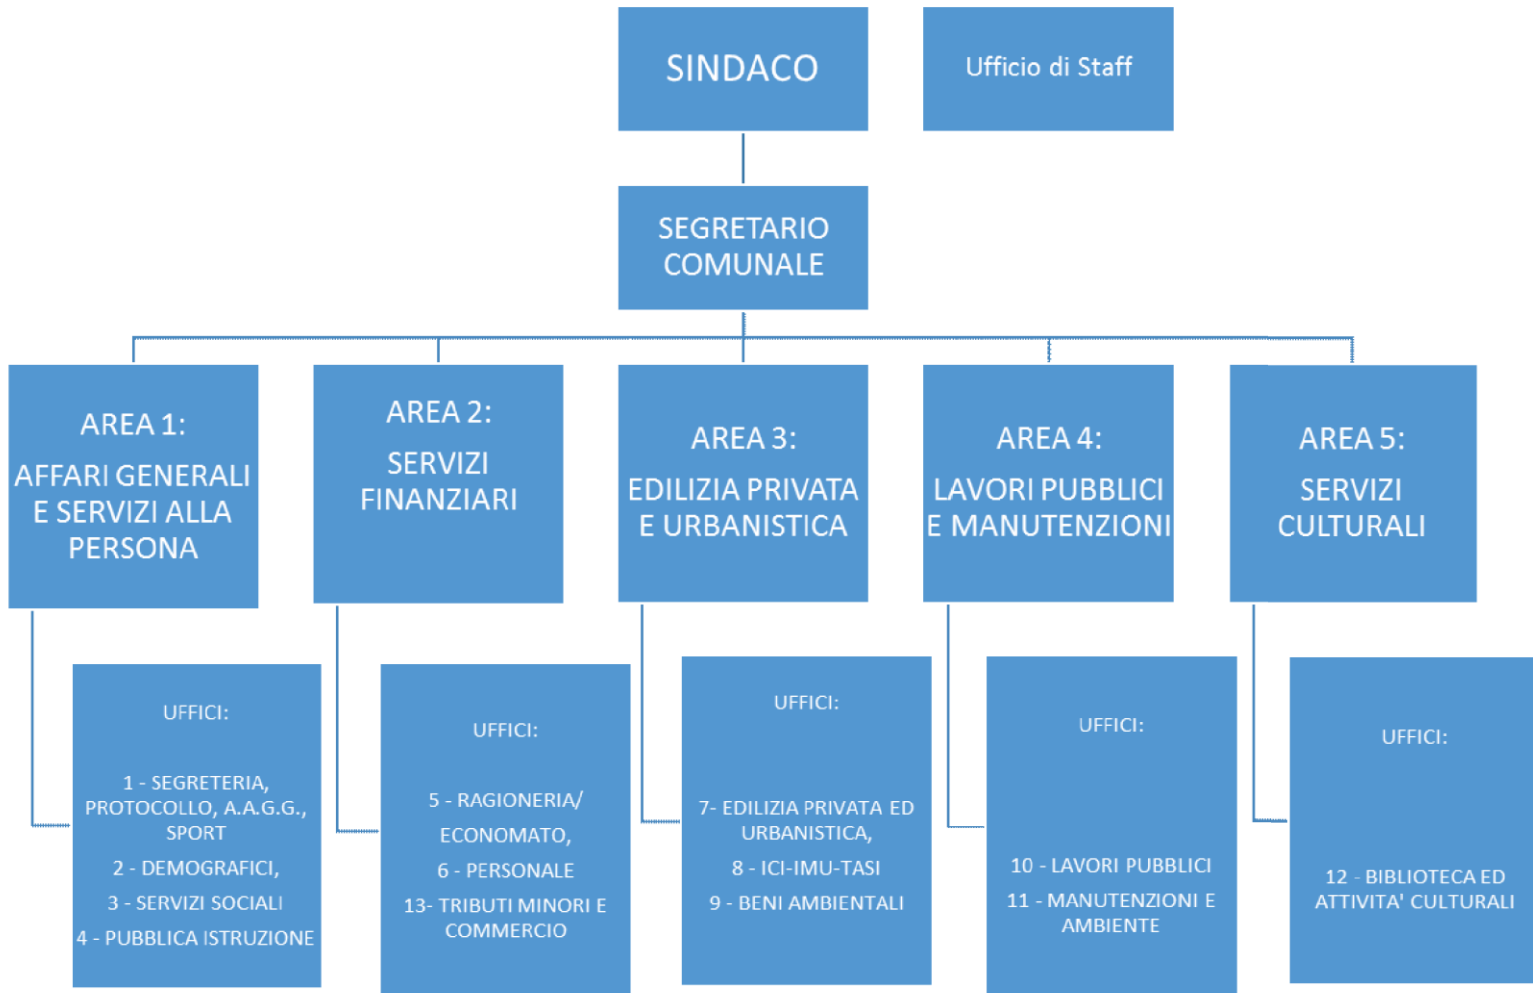 SINDACO
Ufficio di Staff
SEGRETARIO
COMUNALE
AREA 1:
AFFARI GENERALI
E SERVIZI ALLA
PERSONA
AREA 2:
SERVIZI
FINANZIARI
AREA 3:
EDILIZIA PRIVATA
E URBANISTICA
AREA 4:
LAVORI PUBBLICI
E MANUTENZIONI
AREA 5:
SERVIZI
CULTURALI
UFFICI:
1 - SEGRETERIA,
PROTOCOLLO, A.A.G.G.,
SPORT
2 - DEMOGRAFICI,
3 - SERVIZI SOCIALI
4 - PUBBLICA ISTRUZIONE
UFFICI:
5 - RAGIONERIA/
ECONOMATO,
6 - PERSONALE
13- TRIBUTI MINORI E
COMMERCIO
UFFICI:
7- EDILIZIA PRIVATA ED
URBANISTICA,
8 - ICI-IMU-TASI
9 - BENI AMBIENTALI
UFFICI:
10 - LAVORI PUBBLICI
11 - MANUTENZIONI E
AMBIENTE
UFFICI:
12 - BIBLIOTECA ED
ATTIVITA' CULTURALI